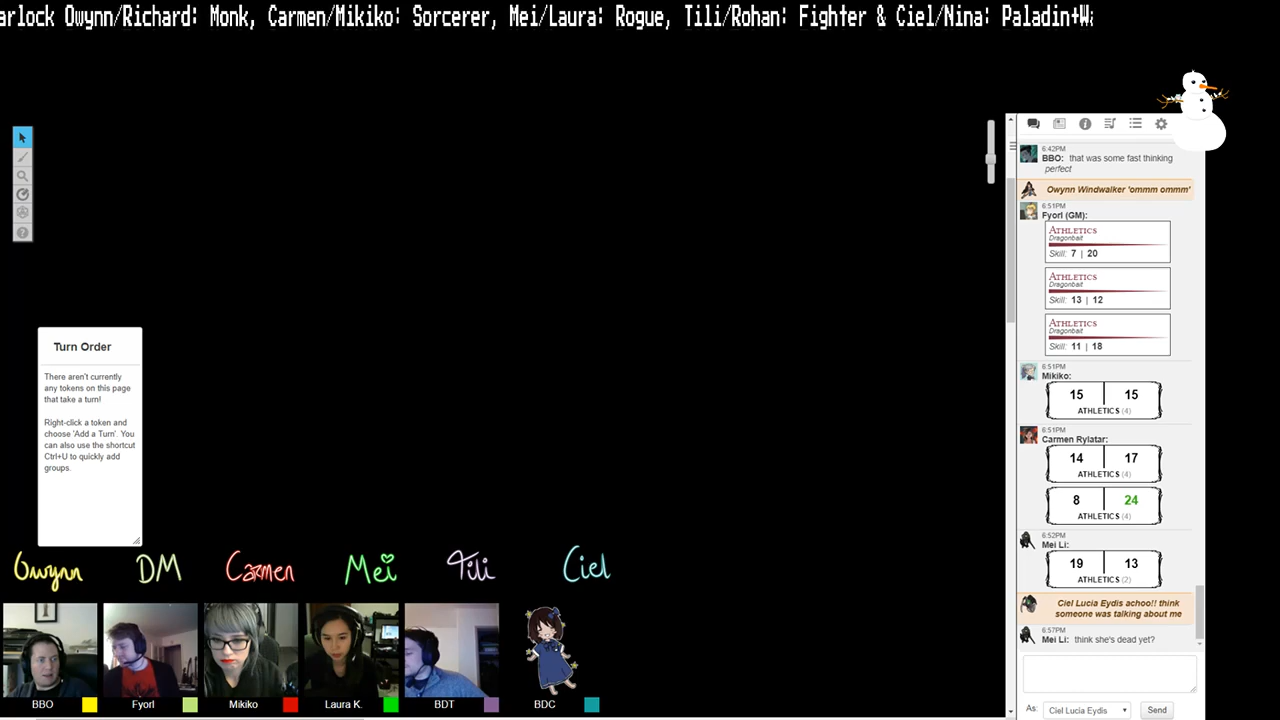 arlock Owynn/Richard: Monk, Carmen/Mikiko: Sorcerer, Mei/Laura: Rogue, Tili/Rohan: Fighter & Ciel/Nina: Paladin+Wa
6:42PM
BBO: that was some fast thinking
perfect
Owynn Windwalker 'ommm ommm'
6:51PM
Fyorl (GM):
ATHLETICS
Dragonbait
Skill: 7 | 20
ATHLETICS
Dragonbait
Skill: 13 | 12
ATHLETICS
Dragonbait
Skill: 11 | 18
6:51PM
Mikiko:
15 15
ATHLETICS (4)
6:51PM
Carmen Rylatar:
14 17
ATHLETICS (4)
8 24
ATHLETICS (4)
6:52PM
Mei Li:
19 13
ATHLETICS (2)
Ciel Lucia Eydis achoo!! think
someone was talking about me
6:57PM
Mei Li: think she's dead yet?
As: Ciel Lucia Eydis Send
Turn Order
There aren't currently
any tokens on this page
that take a turn!
Right-click a token and
choose 'Add a Turn'. You
can also use the shortcut
Ctrl+U to quickly add
groups.
Owynn DM Carmen Mei Tili Ciel
BBO Fyorl Mikiko Laura K. BDT BDC